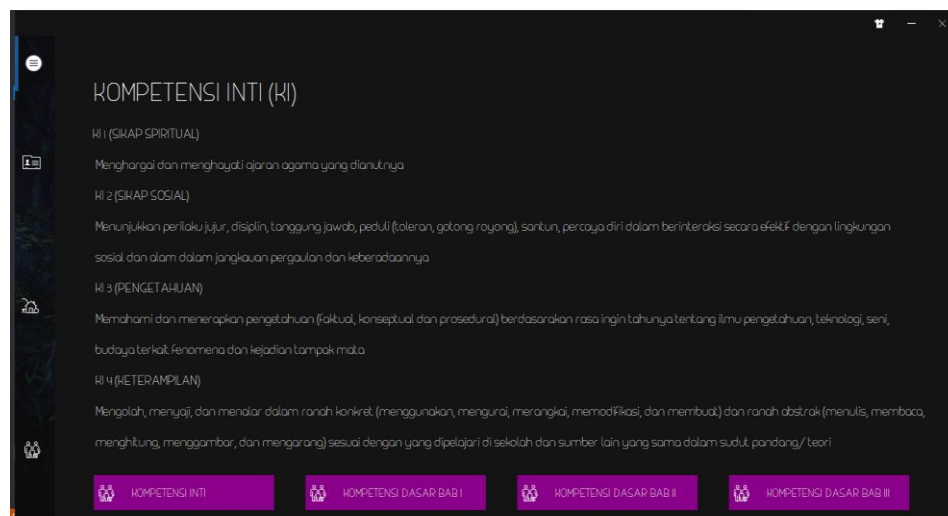 KOMPETENSI INTI (KI)
KI 1 (SIKAP SPIRITUAL)
Menghargai dan menghayati ajaran agama yang dianutnya
KI 2 (SIKAP SOSIAL)
Menunjukkan perilaku jujur, disiplin, tanggung jawab, peduli (toleran, gotong royong), santun, percaya diri dalam berinteraksi secara efektif dengan lingkungan
sosial dan alam dalam jangkauan pergaulan dan keberadaannya
KI 3 (PENGETAHUAN)
Memahami dan menerapkan pengetahuan (faktual, konseptual dan prosedural) berdasarakan rasa ingin tahunya tentang ilmu pengetahuan, teknologi, seni,
budaya terkait fenomena dan kejadian tampak mata
KI 4 (KETERAMPILAN)
Mengolah, menyaji, dan menalar dalam ranah konkret (menggunakan, mengurai, merangkai, memodifikasi, dan membuat) dan ranah abstrak (menulis, membaca,
menghitung, menggambar, dan mengarang) sesuai dengan yang dipelajari di sekolah dan sumber lain yang sama dalam sudut pandang/ teori
KOMPETENSI INTI
KOMPETENSI DASAR BAB I
KOMPETENSI DASAR BAB II
KOMPETENSI DASAR BAB III